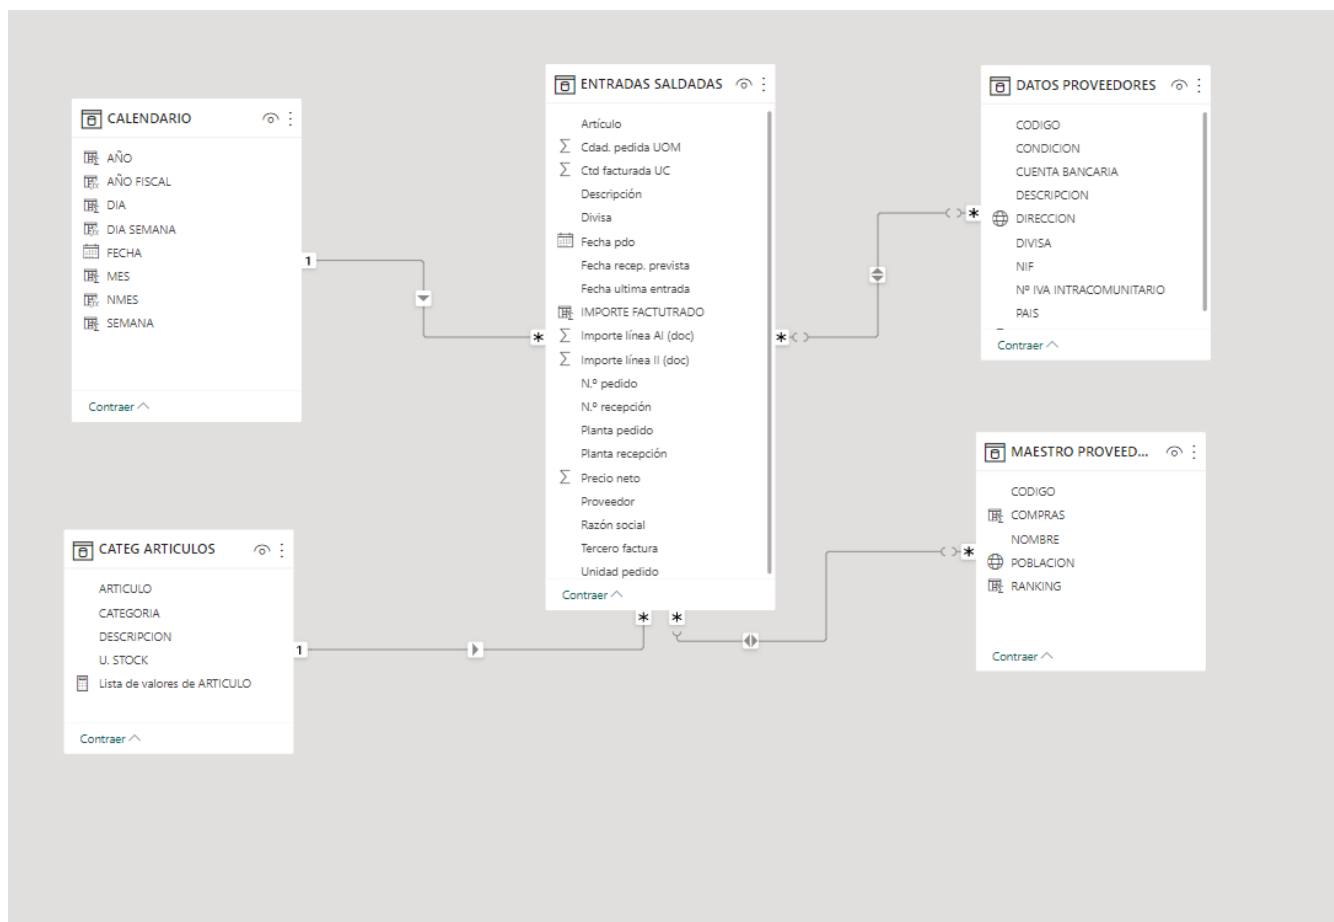 CALENDARIO
AÑO
AÑO FISCAL
DIA
DIA SEMANA
FECHA
MES
NMES
SEMANA
Contraer
1
*
ENTRADAS SALDADAS
Artículo
Cdad. pedida UOM
Ctd facturada UC
Descripción
Divisa
Fecha pdo
Fecha recep. prevista
Fecha ultima entrada
IMPORTE FACTUTRADO
Importe línea AI (doc)
Importe línea II (doc)
N.º pedido
N.º recepción
Planta pedido
Planta recepción
Precio neto
Proveedor
Razón social
Tercero factura
Unidad pedido
Contraer
*
*
DATOS PROVEEDORES
CODIGO
CONDICION
CUENTA BANCARIA
DESCRIPCION
DIRECCION
DIVISA
NIF
Nº IVA INTRACOMUNITARIO
PAIS
Contraer
CATEG ARTICULOS
ARTICULO
CATEGORIA
DESCRIPCION
U. STOCK
Lista de valores de ARTICULO
Contraer
1
*
*
*
MAESTRO PROVEED...
CODIGO
COMPRAS
NOMBRE
POBLACION
RANKING
Contraer